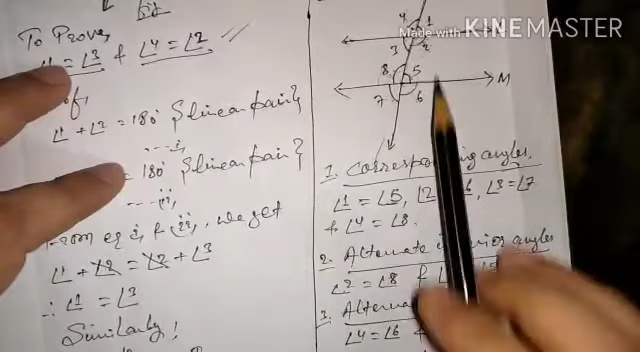 To Prove,
∠1 = ∠3 & ∠4 = ∠2
∠1 + ∠2 = 180° {linear pair}
...i,
= 180° {linear pair}
...ii,
From eq i, & ii, we get
∠1 + ∠2 = ∠2 + ∠3
∴ ∠1 = ∠3
Similarly,
Made with KINEMASTER
4 1
3 2
8 5
7 6
M
1. Corresponding angles.
∠1 = ∠5, ∠2 ∠6, ∠3 = ∠7
& ∠4 = ∠8.
2. Alternate interior angles
∠2 = ∠8 &
3. Alternate
∠4 = ∠6 &